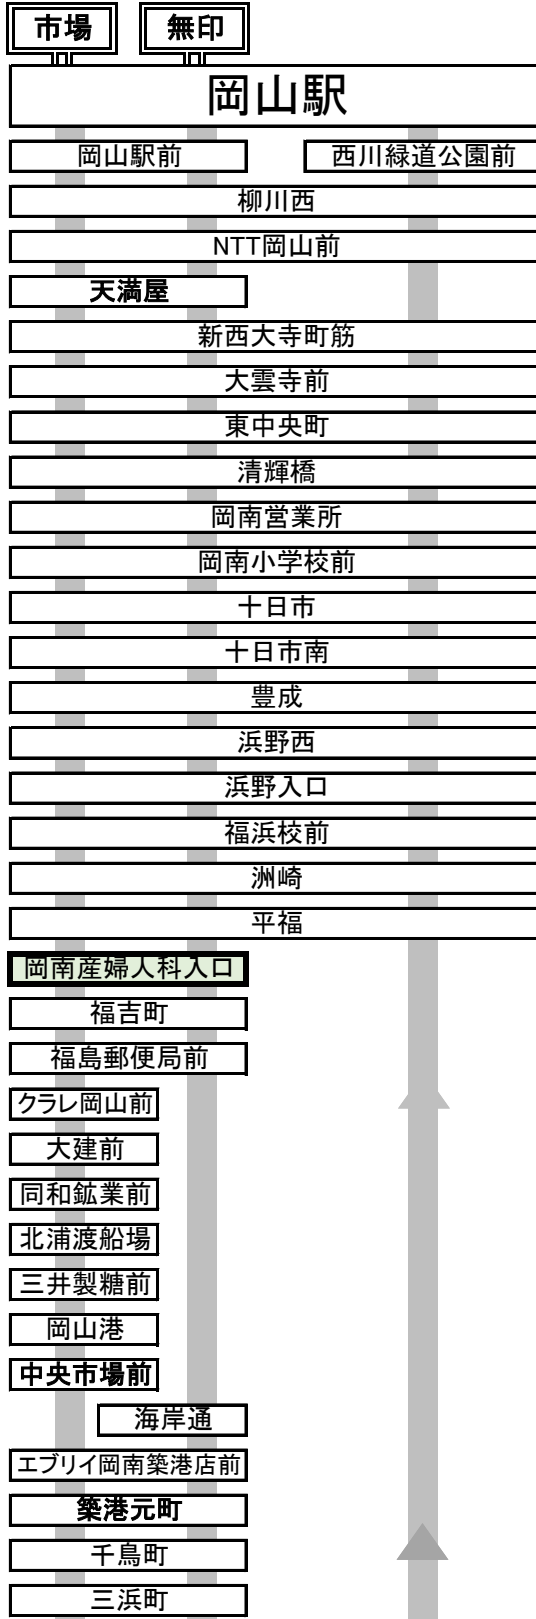 市場 無印
岡山駅
岡山駅前 西川緑道公園前
柳川西
NTT岡山前
天満屋
新西大寺町筋
大雲寺前
東中央町
清輝橋
岡南営業所
岡南小学校前
十日市
十日市南
豊成
浜野西
浜野入口
福浜校前
洲崎
平福
岡南産婦人科入口
福吉町
福島郵便局前
クラレ岡山前
大建前
同和鉱業前
北浦渡船場
三井製糖前
岡山港
中央市場前
海岸通
エブリイ岡南築港店前
築港元町
千鳥町
三浜町